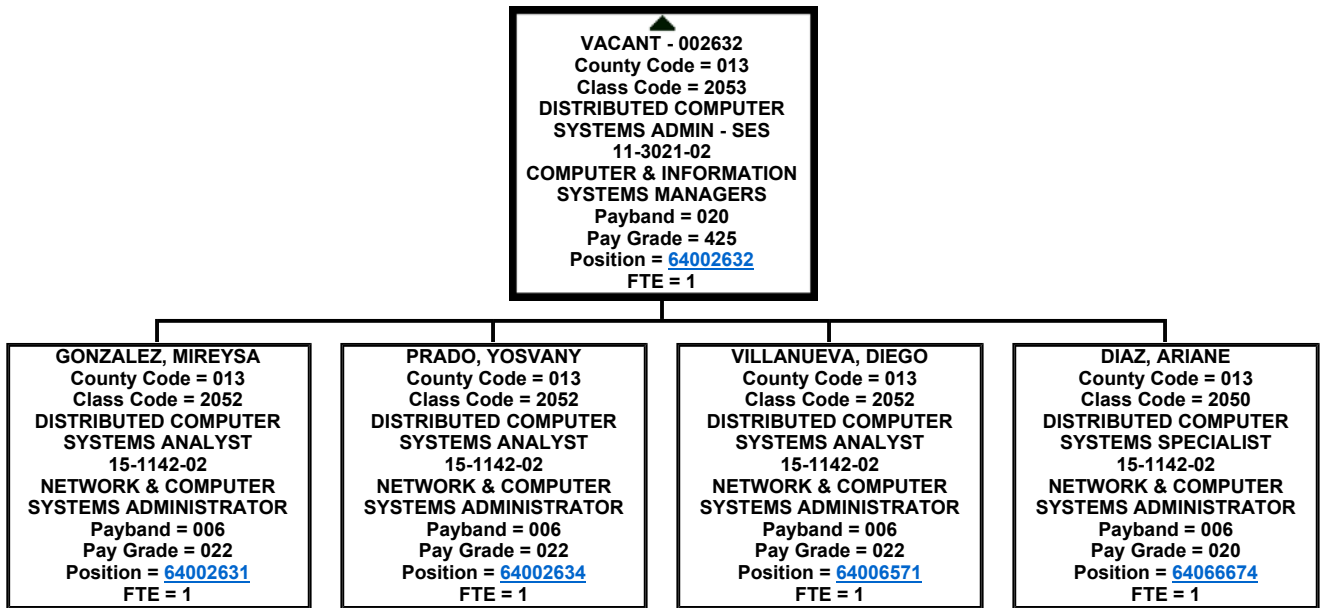 VACANT - 002632
County Code = 013
Class Code = 2053
DISTRIBUTED COMPUTER
SYSTEMS ADMIN - SES
11-3021-02
COMPUTER & INFORMATION
SYSTEMS MANAGERS
Payband = 020
Pay Grade = 425
Position = 64002632
FTE = 1
GONZALEZ, MIREYSA
County Code = 013
Class Code = 2052
DISTRIBUTED COMPUTER
SYSTEMS ANALYST
15-1142-02
NETWORK & COMPUTER
SYSTEMS ADMINISTRATOR
Payband = 006
Pay Grade = 022
Position = 64002631
FTE = 1
PRADO, YOSVANY
County Code = 013
Class Code = 2052
DISTRIBUTED COMPUTER
SYSTEMS ANALYST
15-1142-02
NETWORK & COMPUTER
SYSTEMS ADMINISTRATOR
Payband = 006
Pay Grade = 022
Position = 64002634
FTE = 1
VILLANUEVA, DIEGO
County Code = 013
Class Code = 2052
DISTRIBUTED COMPUTER
SYSTEMS ANALYST
15-1142-02
NETWORK & COMPUTER
SYSTEMS ADMINISTRATOR
Payband = 006
Pay Grade = 022
Position = 64006571
FTE = 1
DIAZ, ARIANE
County Code = 013
Class Code = 2050
DISTRIBUTED COMPUTER
SYSTEMS SPECIALIST
15-1142-02
NETWORK & COMPUTER
SYSTEMS ADMINISTRATOR
Payband = 006
Pay Grade = 020
Position = 64066674
FTE = 1